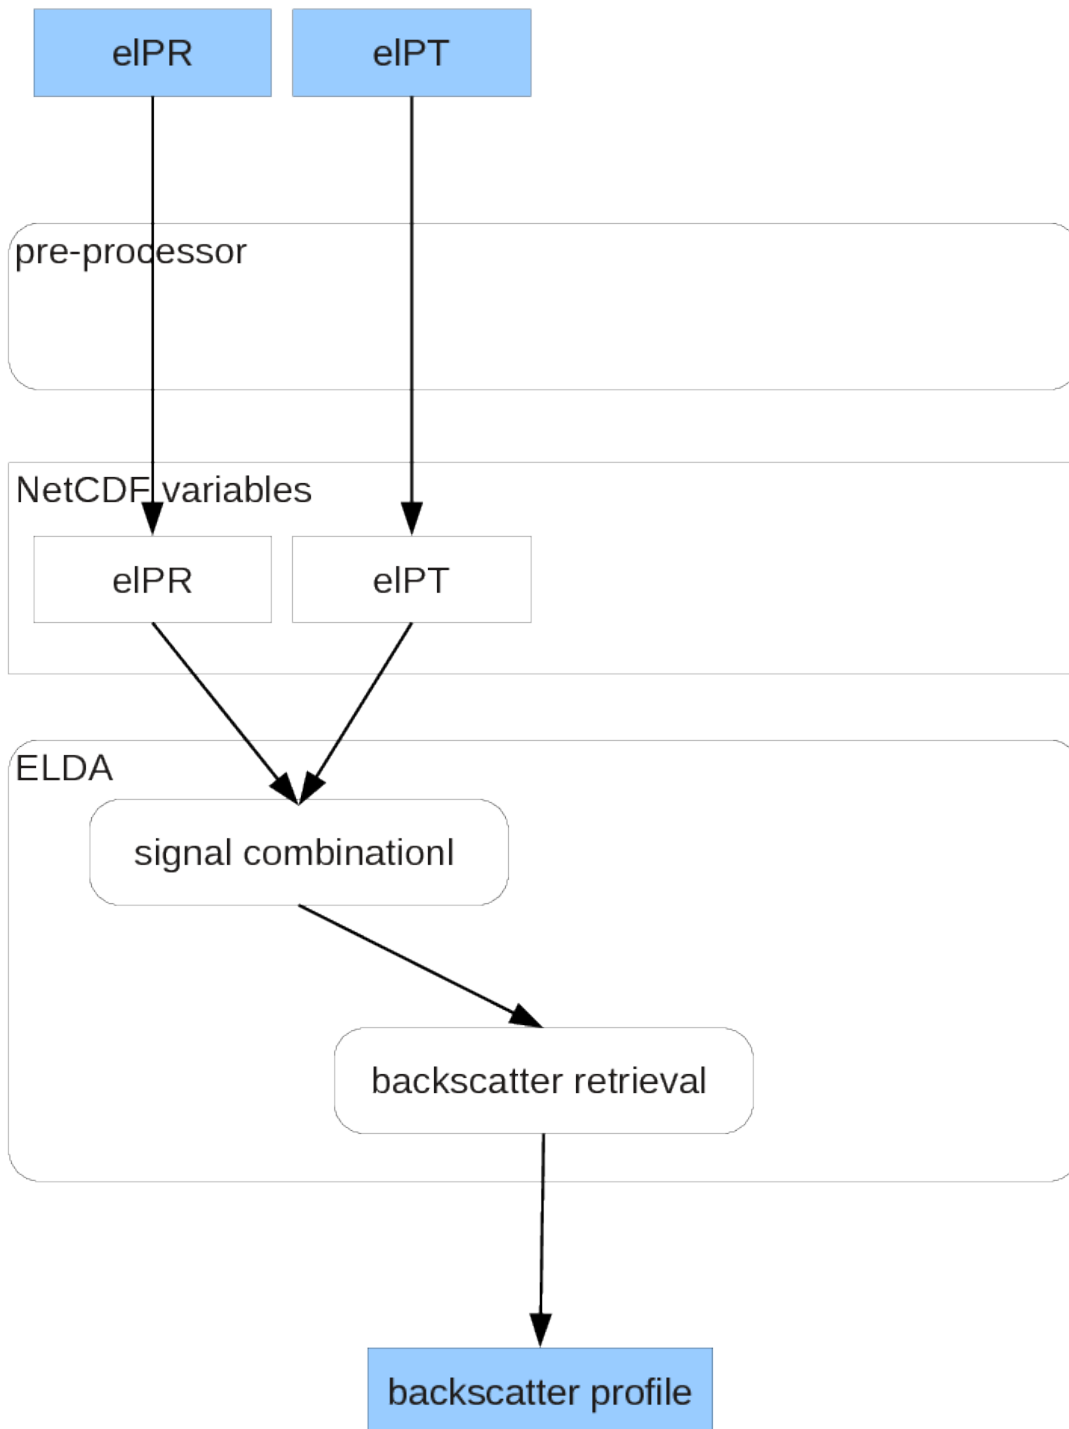 elPR
elPT
pre-processor
NetCDF variables
elPR
elPT
ELDA
signal combinationl
backscatter retrieval
backscatter profile